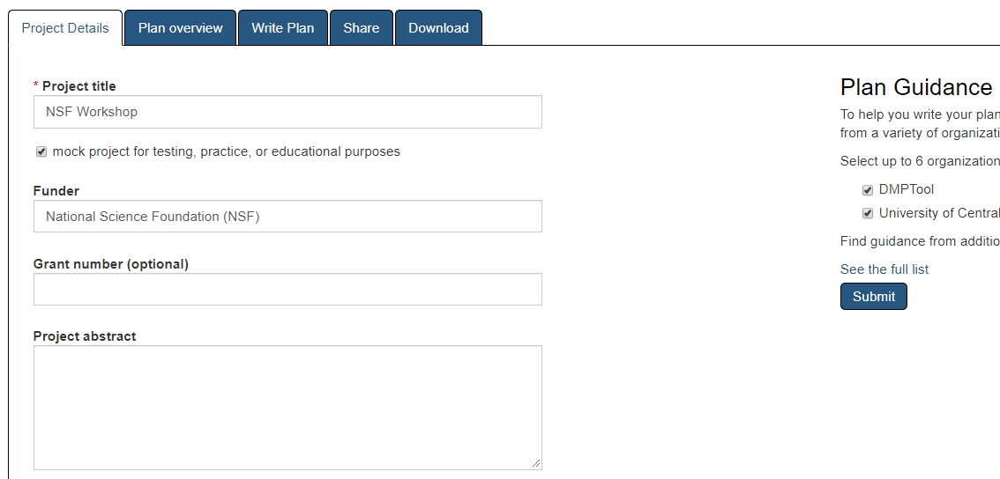 Project Details
Plan overview
Write Plan
Share
Download
* Project title
NSF Workshop
mock project for testing, practice, or educational purposes
Funder
National Science Foundation (NSF)
Grant number (optional)
Project abstract
Plan Guidance
To help you write your plan
from a variety of organizati
Select up to 6 organization
DMPTool
University of Central
Find guidance from additio
See the full list
Submit